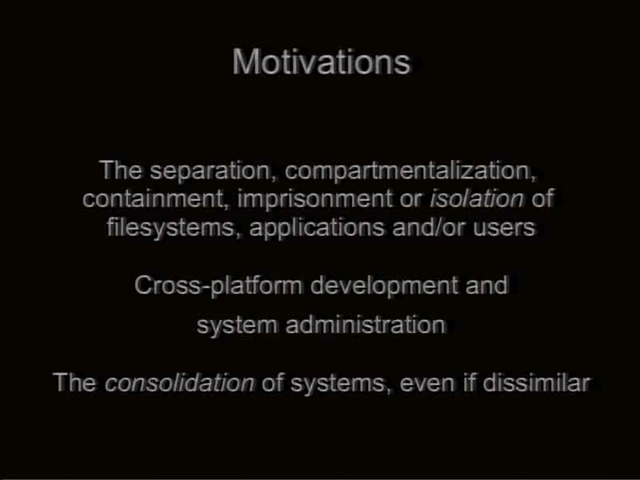 Motivations
The separation, compartmentalization,
containment, imprisonment or isolation of
filesystems, applications and/or users
Cross-platform development and
system administration
The consolidation of systems, even if dissimilar